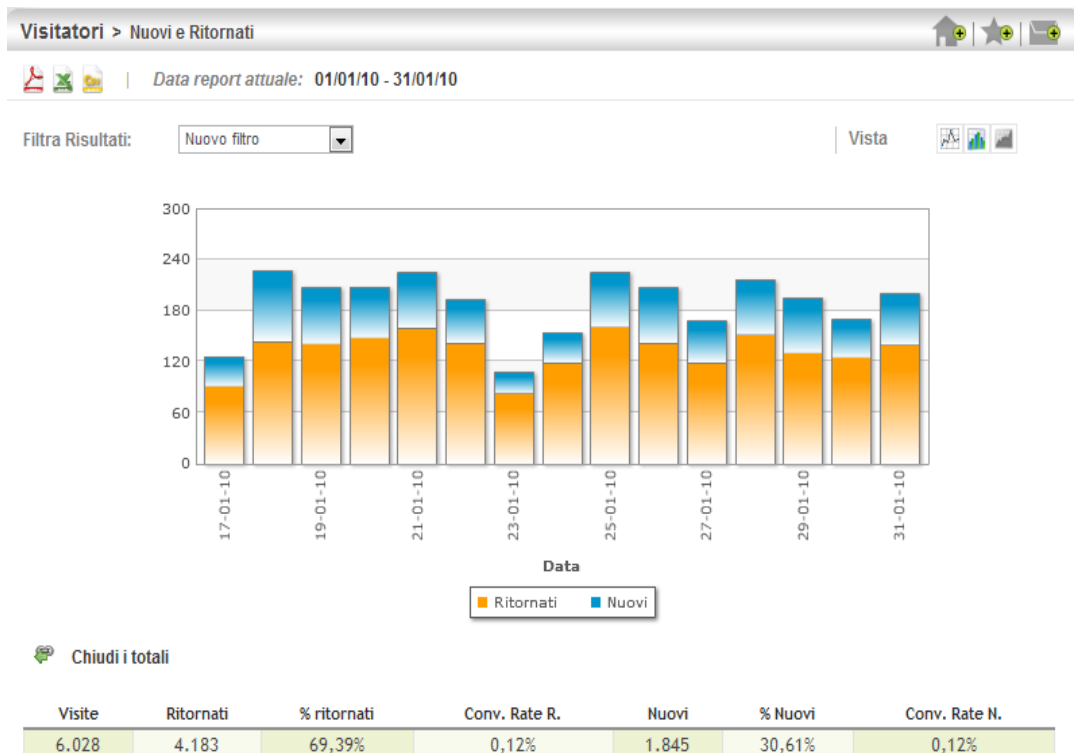 Visitatori > Nuovi e Ritornati
Data report attuale: 01/01/10 - 31/01/10
Filtra Risultati: Nuovo filtro Vista
300
240
180
120
60
0
17-01-10 19-01-10 21-01-10 23-01-10 25-01-10 27-01-10 29-01-10 31-01-10
Data
Ritornati Nuovi
Chiudi i totali
Visite Ritornati % ritornati Conv. Rate R. Nuovi % Nuovi Conv. Rate N.
6.028 4.183 69,39% 0,12% 1.845 30,61% 0,12%